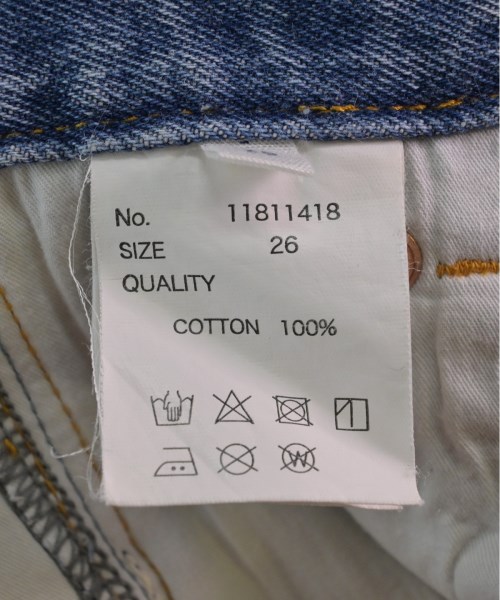 No. 11811418
SIZE 26
QUALITY
COTTON 100%